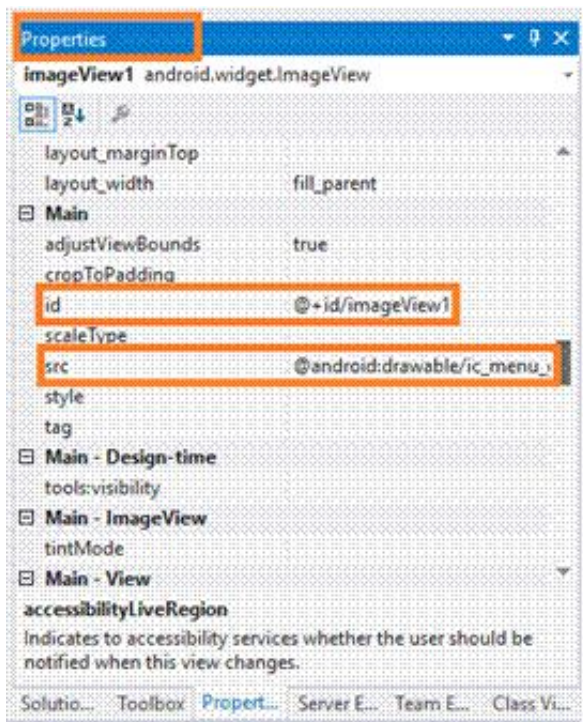 Properties
imageView1 android.widget.ImageView
layout_marginTop
layout_width fill_parent
Main
adjustViewBounds true
cropToPadding
id @+id/imageView1
scaleType
src @android:drawable/ic_menu_
style
tag
Main - Design-time
tools:visibility
Main - ImageView
tintMode
Main - View
accessibilityLiveRegion
Indicates to accessibility services whether the user should be
notified when this view changes.
Solutio... Toolbox Propert... Server E... Team E... Class Vi...